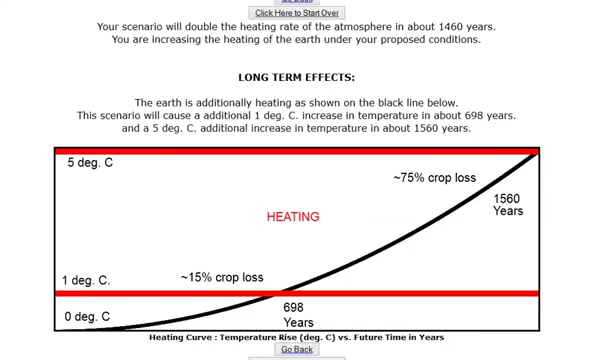 Go Back
Click Here to Start Over
Your scenario will double the heating rate of the atmosphere in about 1460 years.
You are increasing the heating of the earth under your proposed conditions.
LONG TERM EFFECTS:
The earth is additionally heating as shown on the black line below.
This scenario will cause a additional 1 deg. C. increase in temperature in about 698 years.
and a 5 deg. C. additional increase in temperature in about 1560 years.
5 deg. C
~75% crop loss
1560
Years
HEATING
~15% crop loss
1 deg. C.
698
Years
0 deg. C
Heating Curve : Temperature Rise (deg. C) vs. Future Time in Years
Go Back